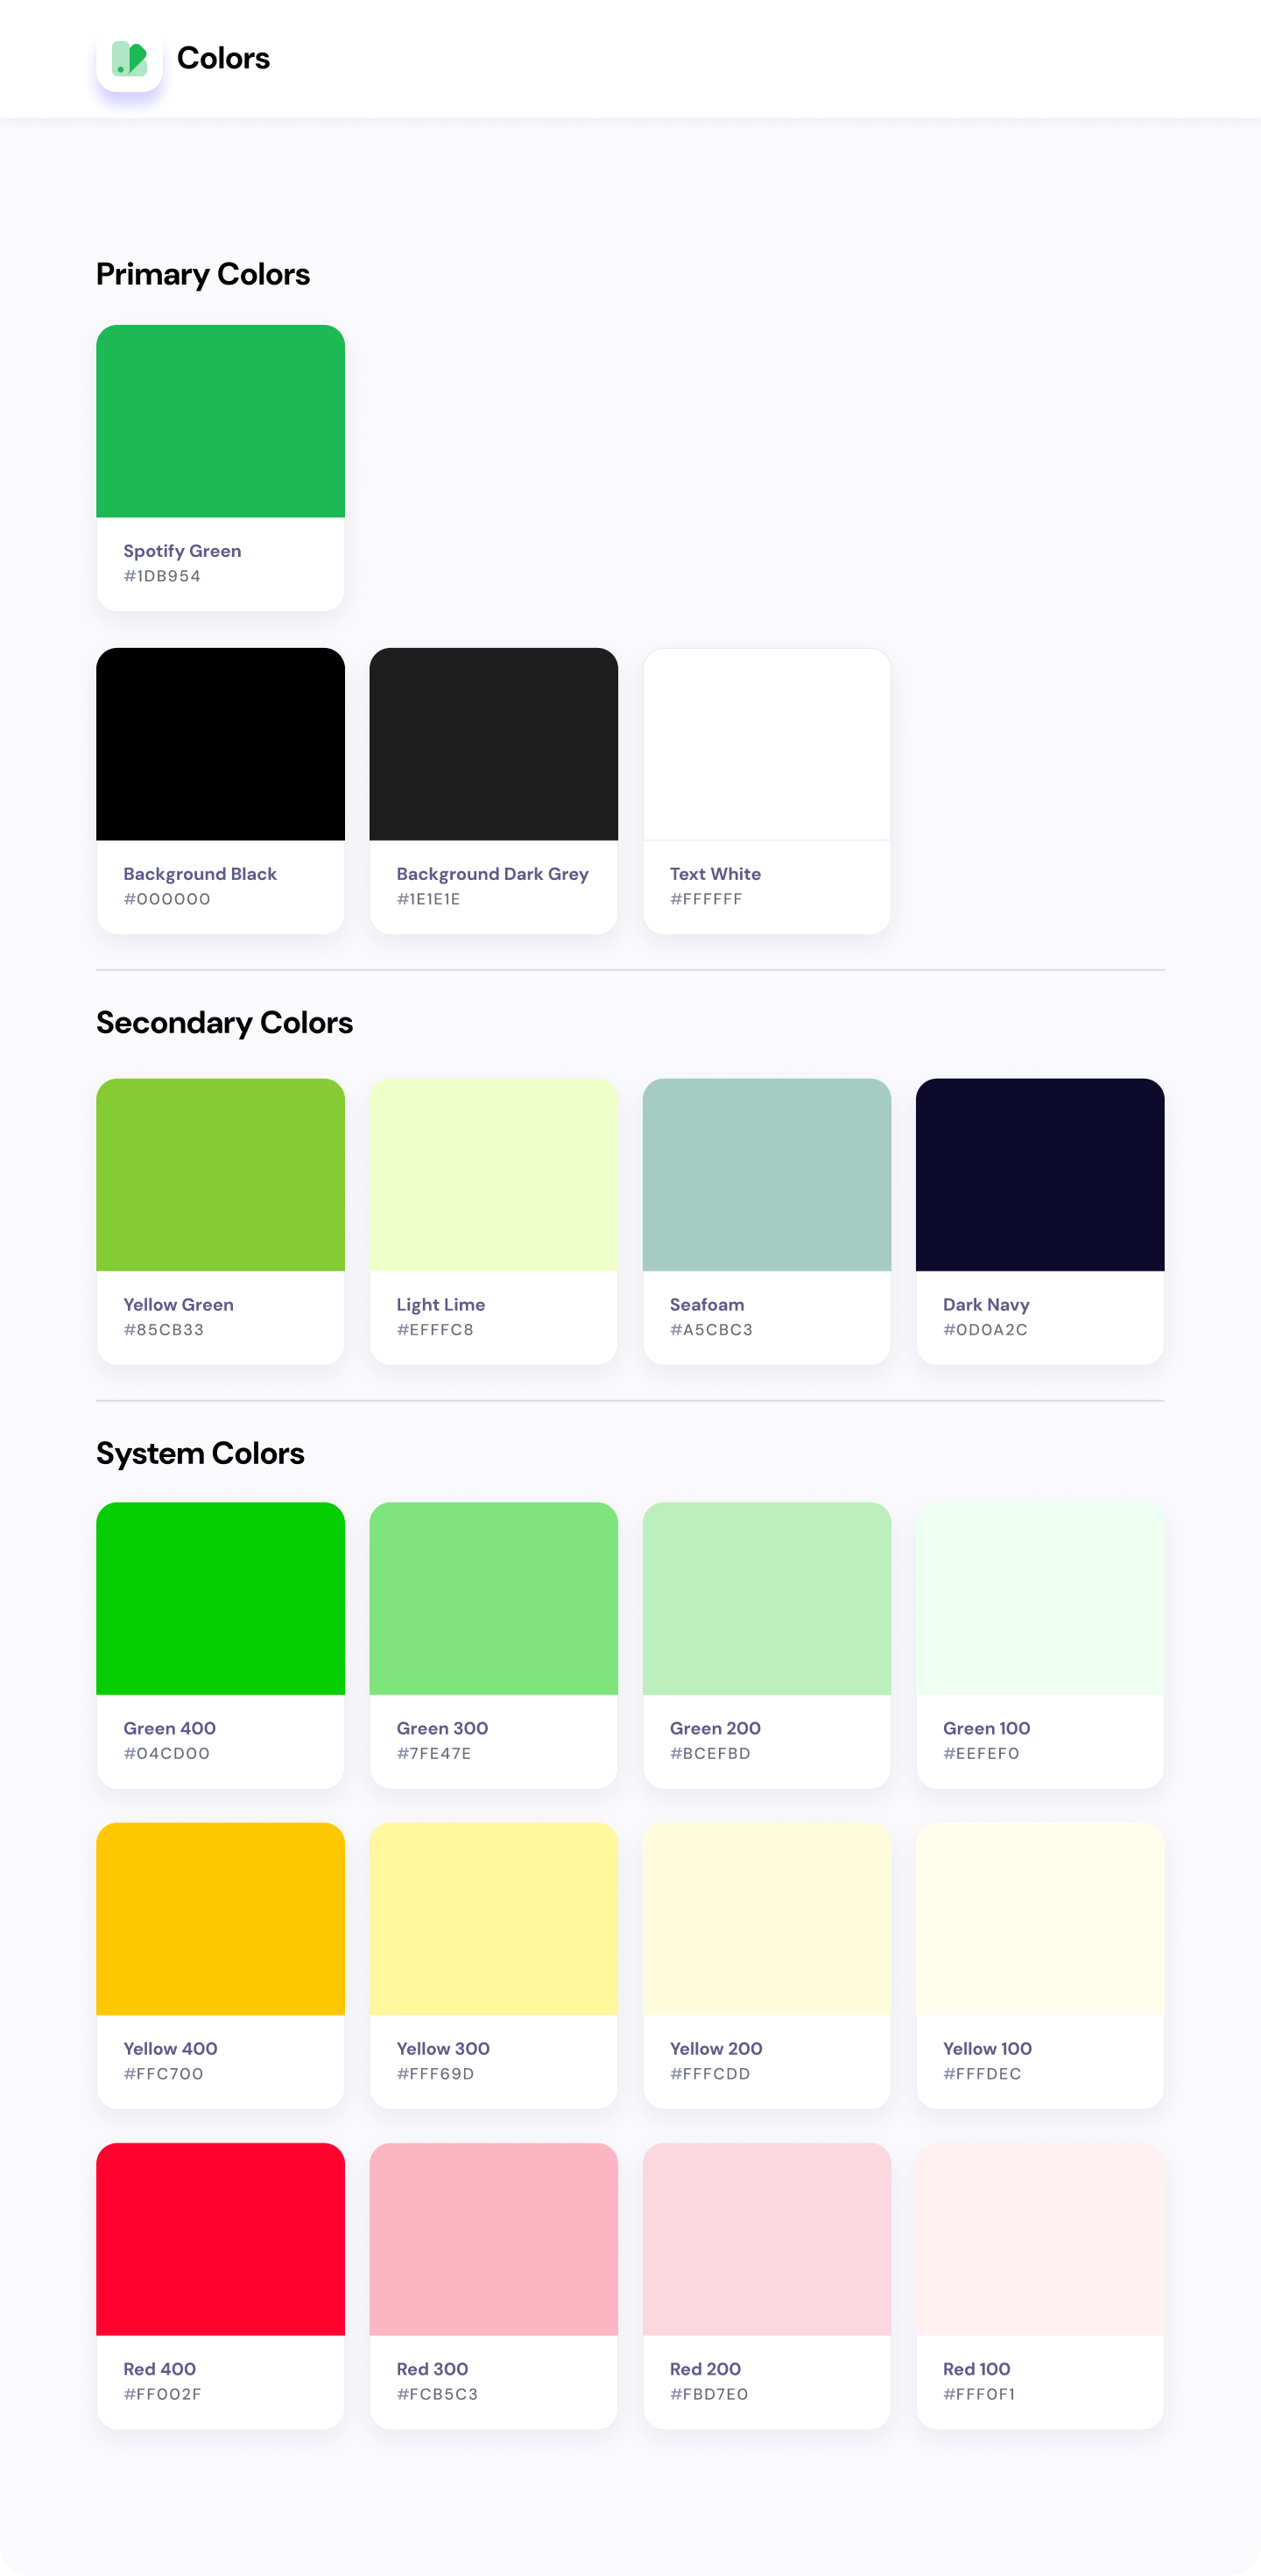 Colors
Primary Colors
Spotify Green
#1DB954
Background Black
#000000
Background Dark Grey
#1E1E1E
Text White
#FFFFFF
Secondary Colors
Yellow Green
#85CB33
Light Lime
#EFFFC8
Seafoam
#A5CBC3
Dark Navy
#0D0A2C
System Colors
Green 400
#04CD00
Green 300
#7FE47E
Green 200
#BCEFBD
Green 100
#EEFEF0
Yellow 400
#FFC700
Yellow 300
#FFF69D
Yellow 200
#FFFCDD
Yellow 100
#FFFDEC
Red 400
#FF002F
Red 300
#FCB5C3
Red 200
#FBD7E0
Red 100
#FFF0F1